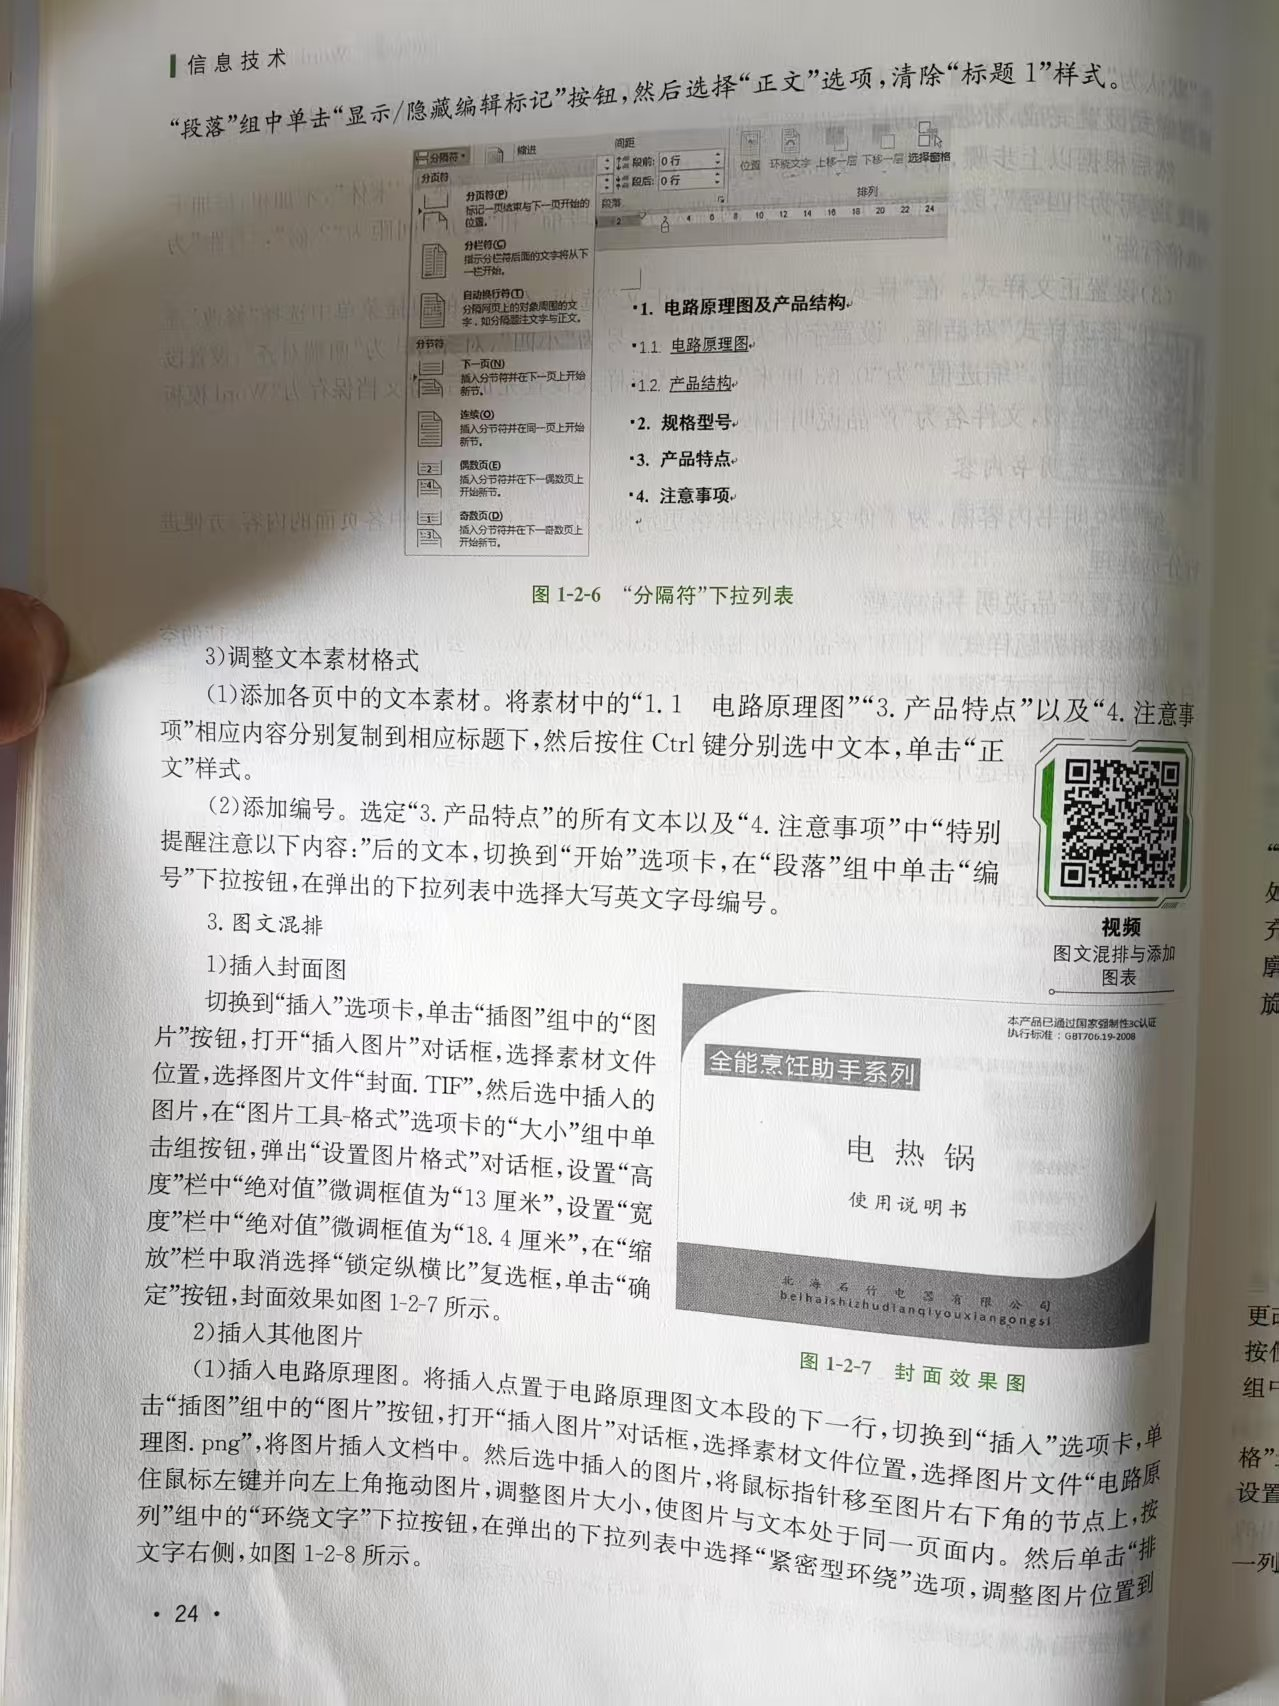 信息技术
“段落”组中单击“显示/隐藏编辑标记”按钮,然后选择“正文”选项,清除“标题 1”样式。
分隔符
缩进
间距
段前: 0 行
段后: 0 行
段落
位置 环绕文字 上移一层 下移一层 选择窗格
排列
2 2 4 6 8 10 12 14 16 18 20 22 24
分页符
分页符(P)
标记一页结束与下一页开始的
位置。
分栏符(C)
指示分栏符后面的文字将从下
一栏开始。
自动换行符(T)
分隔网页上的对象周围的文
字,如分隔题注文字与正文。
分节符
下一页(N)
插入分节符并在下一页上开始
新节。
连续(O)
插入分节符并在同一页上开始
新节。
偶数页(E)
插入分节符并在下一偶数页上
开始新节。
奇数页(D)
插入分节符并在下一奇数页上
开始新节。
1. 电路原理图及产品结构
1.1. 电路原理图
1.2. 产品结构
2. 规格型号
3. 产品特点
4. 注意事项
图 1-2-6 “分隔符”下拉列表
3)调整文本素材格式
(1)添加各页中的文本素材。将素材中的“1.1 电路原理图”“3.产品特点”以及“4.注意事
项”相应内容分别复制到相应标题下,然后按住 Ctrl 键分别选中文本,单击“正
文”样式。
(2)添加编号。选定“3.产品特点”的所有文本以及“4.注意事项”中“特别
提醒注意以下内容:”后的文本,切换到“开始”选项卡,在“段落”组中单击“编
号”下拉按钮,在弹出的下拉列表中选择大写英文字母编号。
视频
图文混排与添加
图表
3.图文混排
1)插入封面图
切换到“插入”选项卡,单击“插图”组中的“图
片”按钮,打开“插入图片”对话框,选择素材文件
位置,选择图片文件“封面.TIF”,然后选中插入的
图片,在“图片工具-格式”选项卡的“大小”组中单
击组按钮,弹出“设置图片格式”对话框,设置“高
度”栏中“绝对值”微调框值为“13 厘米”,设置“宽
度”栏中“绝对值”微调框值为“18.4 厘米”,在“缩
放”栏中取消选择“锁定纵横比”复选框,单击“确
定”按钮,封面效果如图 1-2-7 所示。
本产品已通过国家强制性3C认证
执行标准:GBT706.19-2008
全能烹饪助手系列
电热锅
使用说明书
北海石行电器有限公司
beihaishizhudianqiyouxiangongsi
图 1-2-7 封面效果图
2)插入其他图片
(1)插入电路原理图。将插入点置于电路原理图文本段的下一行,切换到“插入”选项卡,单
击“插图”组中的“图片”按钮,打开“插入图片”对话框,选择素材文件位置,选择图片文件“电路原
理图.png”,将图片插入文档中。然后选中插入的图片,将鼠标指针移至图片右下角的节点上,按
住鼠标左键并向左上角拖动图片,调整图片大小,使图片与文本处于同一页面内。然后单击“排
列”组中的“环绕文字”下拉按钮,在弹出的下拉列表中选择“紧密型环绕”选项,调整图片位置到
文字右侧,如图 1-2-8 所示。
· 24 ·